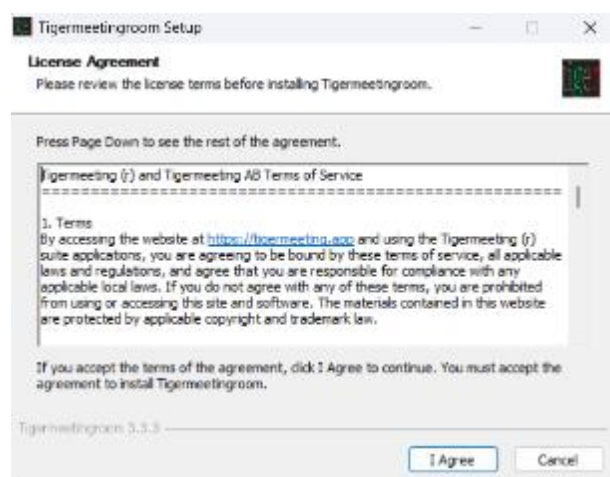 Tigermeetingroom Setup
License Agreement
Please review the license terms before installing Tigermeetingroom.
Press Page Down to see the rest of the agreement.
Tigermeeting (r) and Tigermeeting AB Terms of Service
==========================================================
1. Terms
By accessing the website at https://tigermeeting.app and using the Tigermeeting (r)
suite applications, you are agreeing to be bound by these terms of service, all applicable
laws and regulations, and agree that you are responsible for compliance with any
applicable local laws. If you do not agree with any of these terms, you are prohibited
from using or accessing this site and software. The materials contained in this website
are protected by applicable copyright and trademark law.
If you accept the terms of the agreement, click I Agree to continue. You must accept the
agreement to install Tigermeetingroom.
Tigermeetingroom 3.3.3
I Agree
Cancel